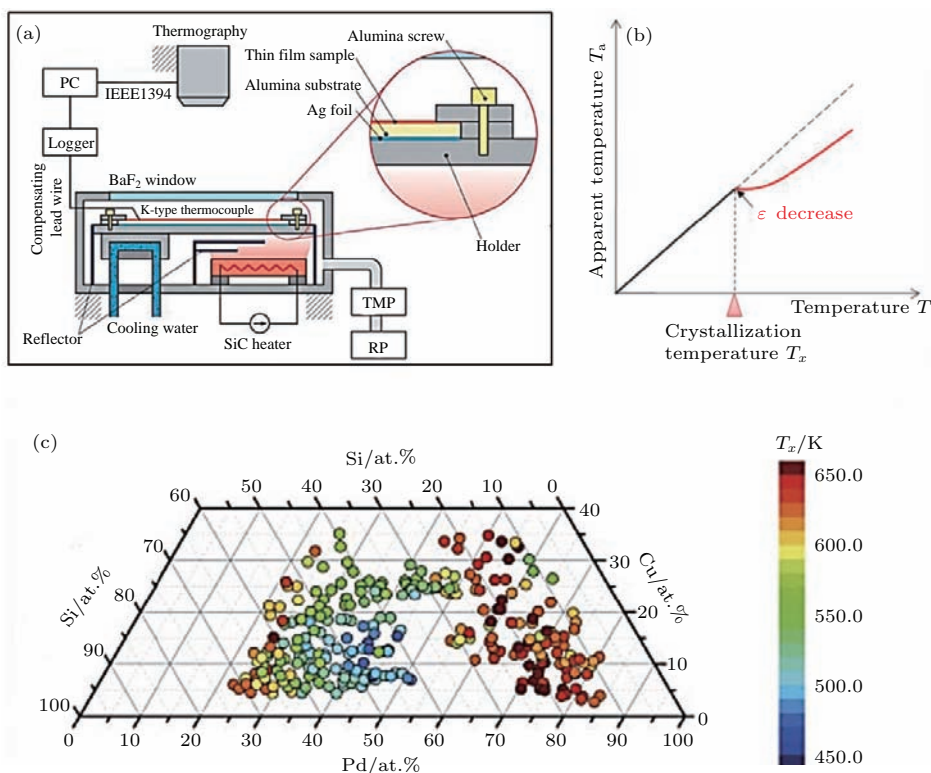 (a)
Thermography
Alumina screw
Thin film sample
Alumina substrate
Ag foil
PC
IEEE1394
Logger
Compensating
lead wire
BaF2 window
K-type thermocouple
Holder
TMP
RP
Reflector
Cooling water
SiC heater
(b)
Apparent temperature Ta
ε decrease
Temperature T
Crystallization
temperature Tx
(c)
Si/at.%
60 50 40 30 20 10 0
70
80
90
100
Si/at.%
40
30
20
10
0
Cu/at.%
0 10 20 30 40 50 60 70 80 90 100
Pd/at.%
Tx/K
650.0
600.0
550.0
500.0
450.0